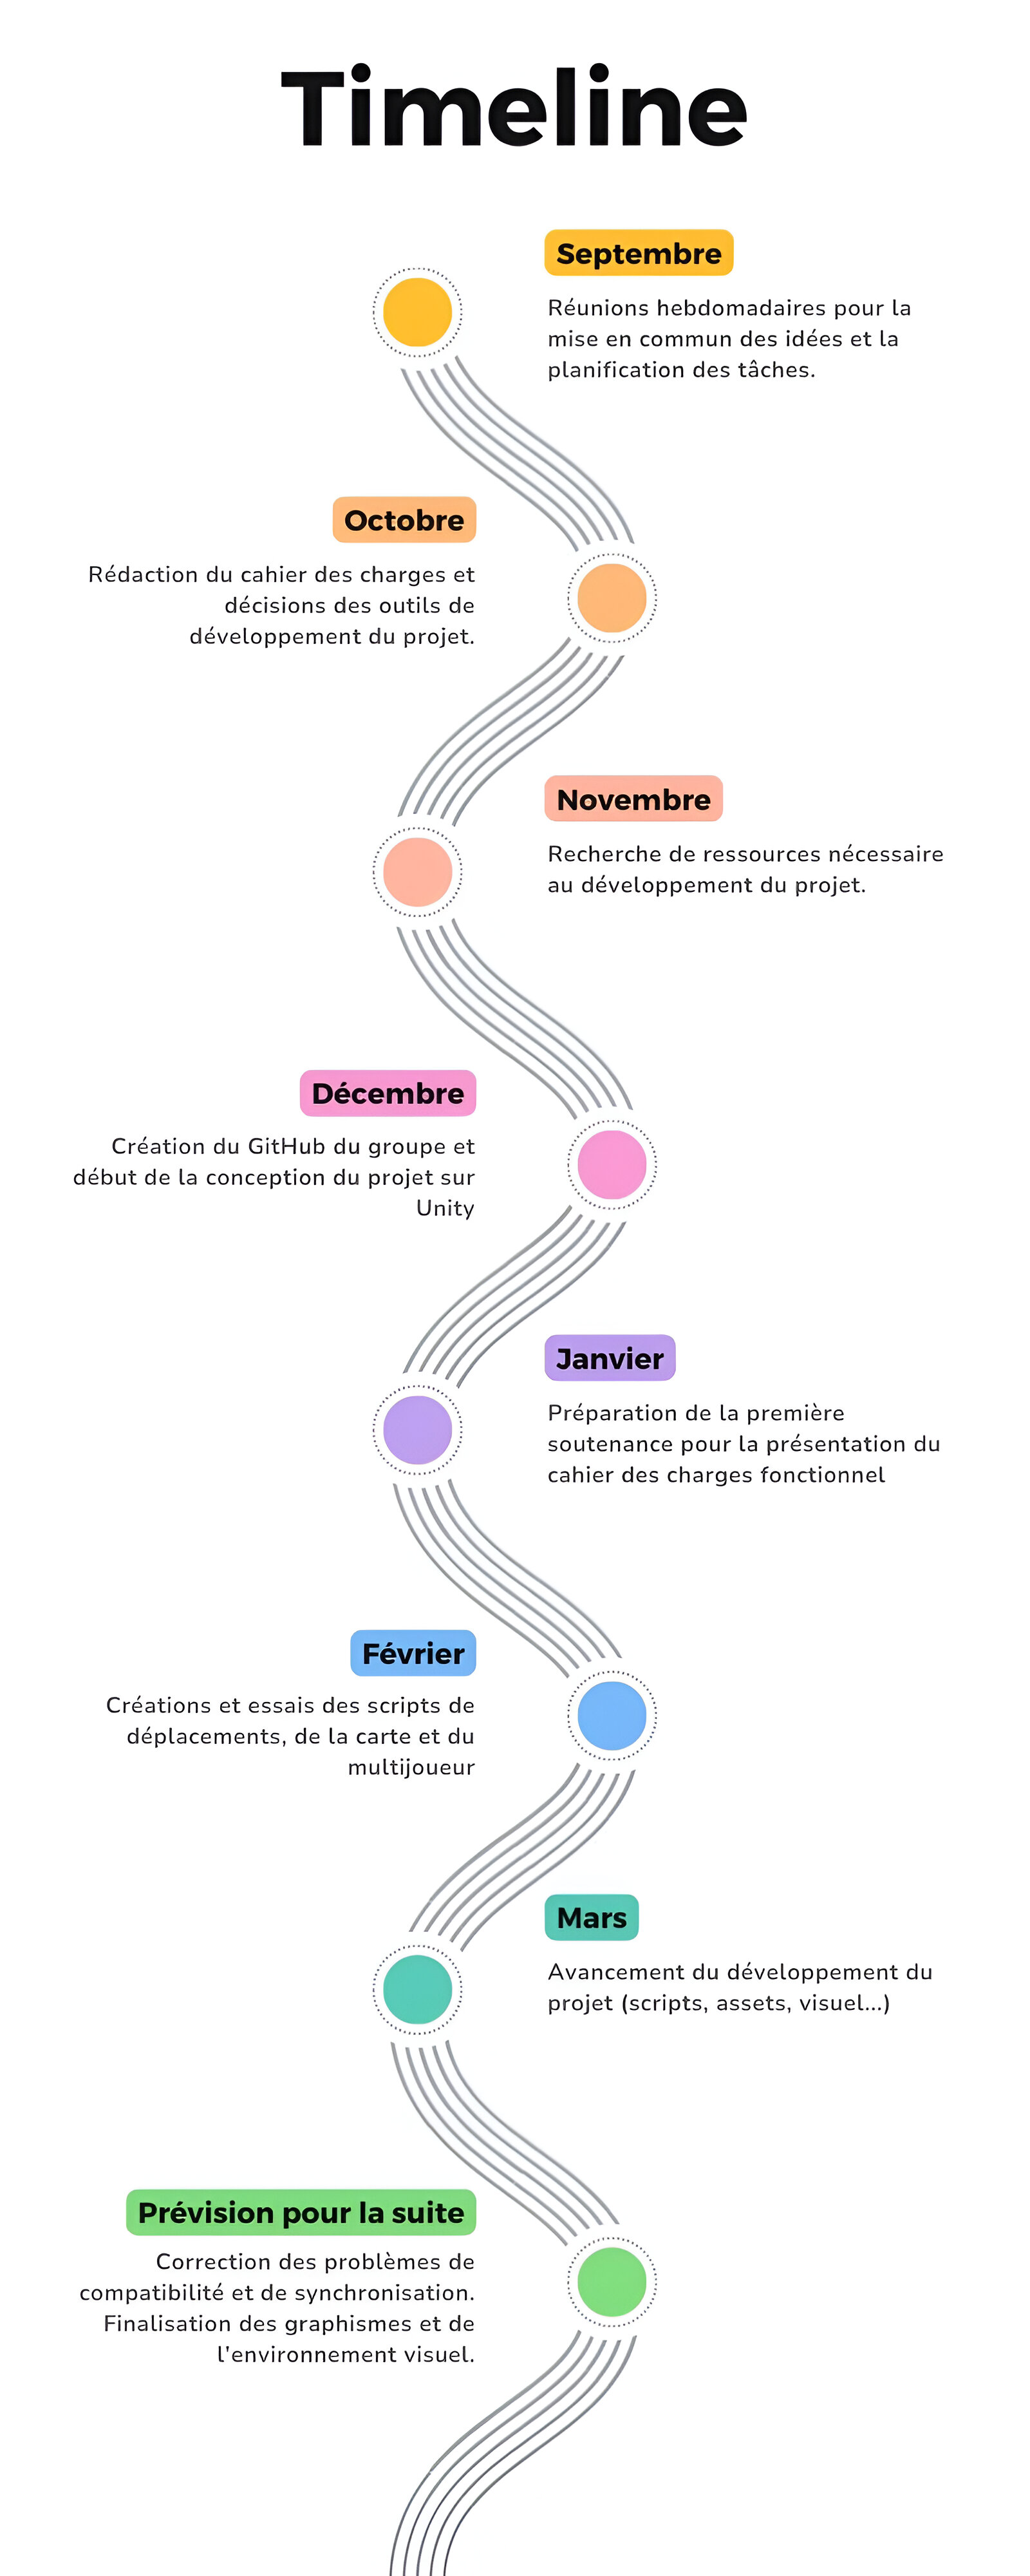 Timeline
Septembre
Réunions hebdomadaires pour la
mise en commun des idées et la
planification des tâches.
Octobre
Rédaction du cahier des charges et
décisions des outils de
développement du projet.
Novembre
Recherche de ressources nécessaire
au développement du projet.
Décembre
Création du GitHub du groupe et
début de la conception du projet sur
Unity
Janvier
Préparation de la première
soutenance pour la présentation du
cahier des charges fonctionnel
Février
Créations et essais des scripts de
déplacements, de la carte et du
multijoueur
Mars
Avancement du développement du
projet (scripts, assets, visuel...)
Prévision pour la suite
Correction des problèmes de
compatibilité et de synchronisation.
Finalisation des graphismes et de
l'environnement visuel.